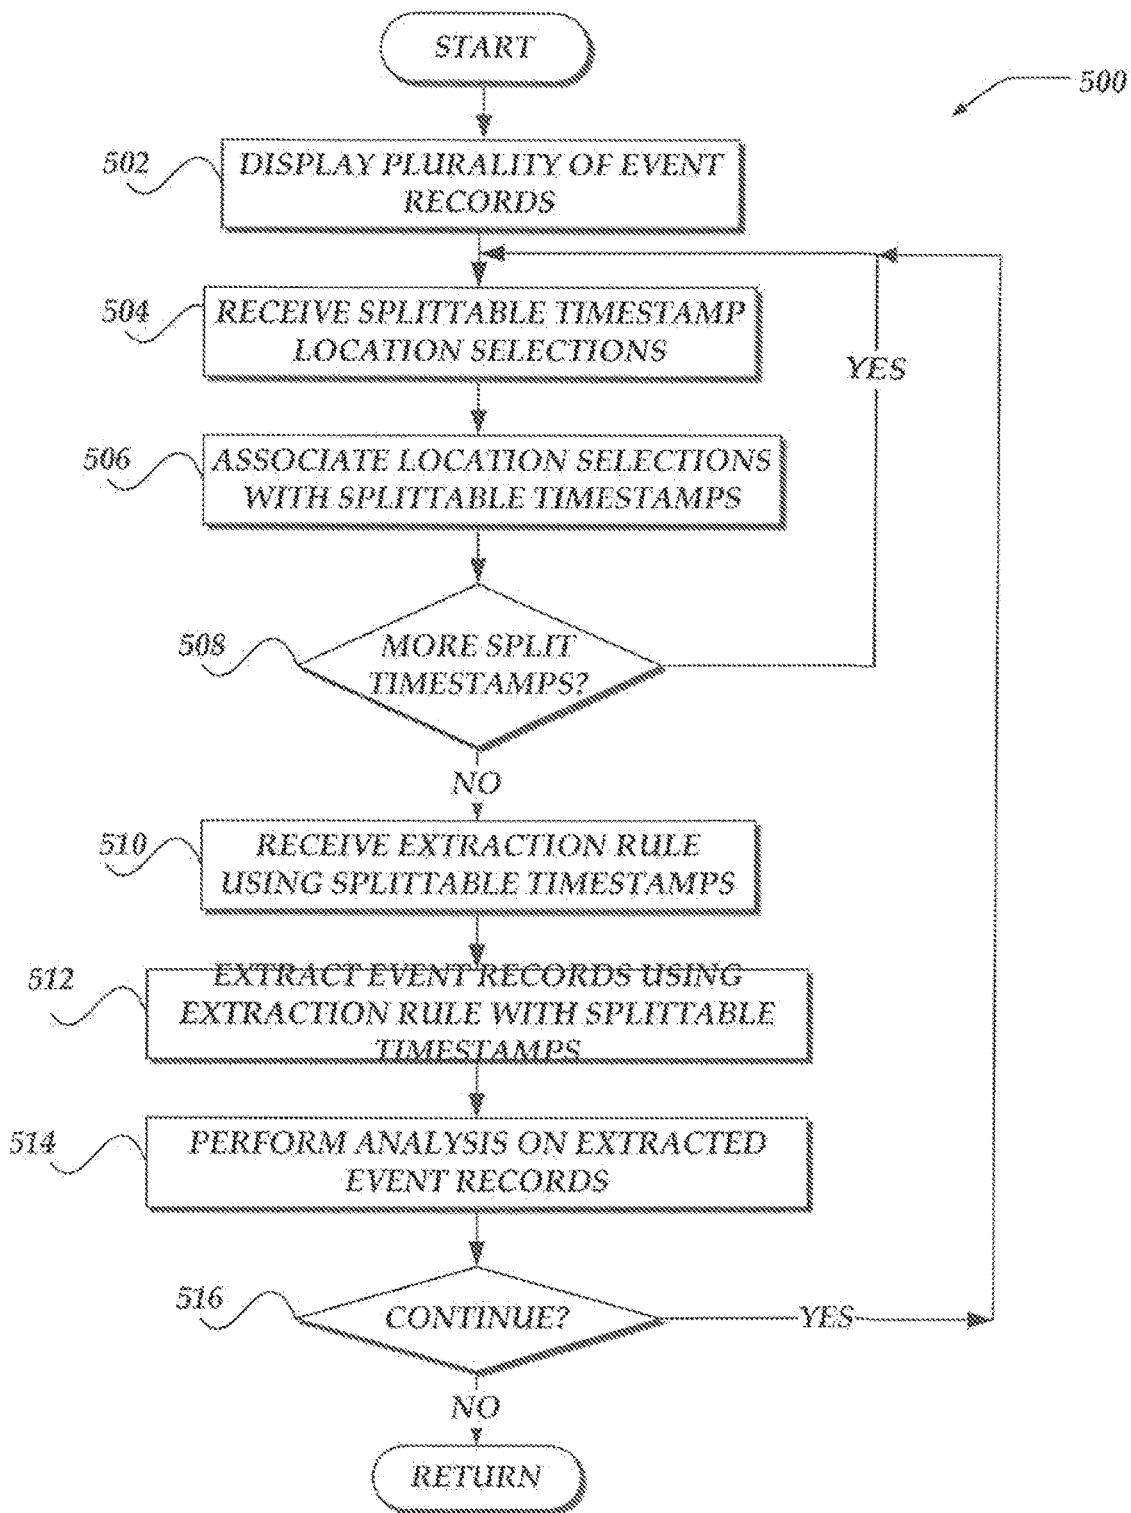 START
500
502
DISPLAY PLURALITY OF EVENT
RECORDS
504
RECEIVE SPLITTABLE TIMESTAMP
LOCATION SELECTIONS
YES
506
ASSOCIATE LOCATION SELECTIONS
WITH SPLITTABLE TIMESTAMPS
508
MORE SPLIT
TIMESTAMPS?
NO
510
RECEIVE EXTRACTION RULE
USING SPLITTABLE TIMESTAMPS
512
EXTRACT EVENT RECORDS USING
EXTRACTION RULE WITH SPLITTABLE
TIMESTAMPS
514
PERFORM ANALYSIS ON EXTRACTED
EVENT RECORDS
516
CONTINUE?
YES
NO
RETURN